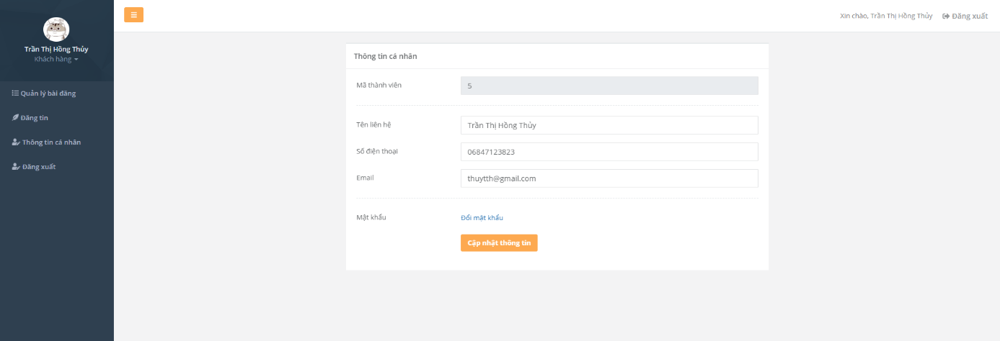 Trần Thị Hồng Thủy
Khách hàng
Quản lý bài đăng
Đăng tin
Thông tin cá nhân
Đăng xuất
Xin chào, Trần Thị Hồng Thủy Đăng xuất
Thông tin cá nhân
Mã thành viên 5
Tên liên hệ Trần Thị Hồng Thủy
Số điện thoại 06847123823
Email thuytth@gmail.com
Mật khẩu Đổi mật khẩu
Cập nhật thông tin